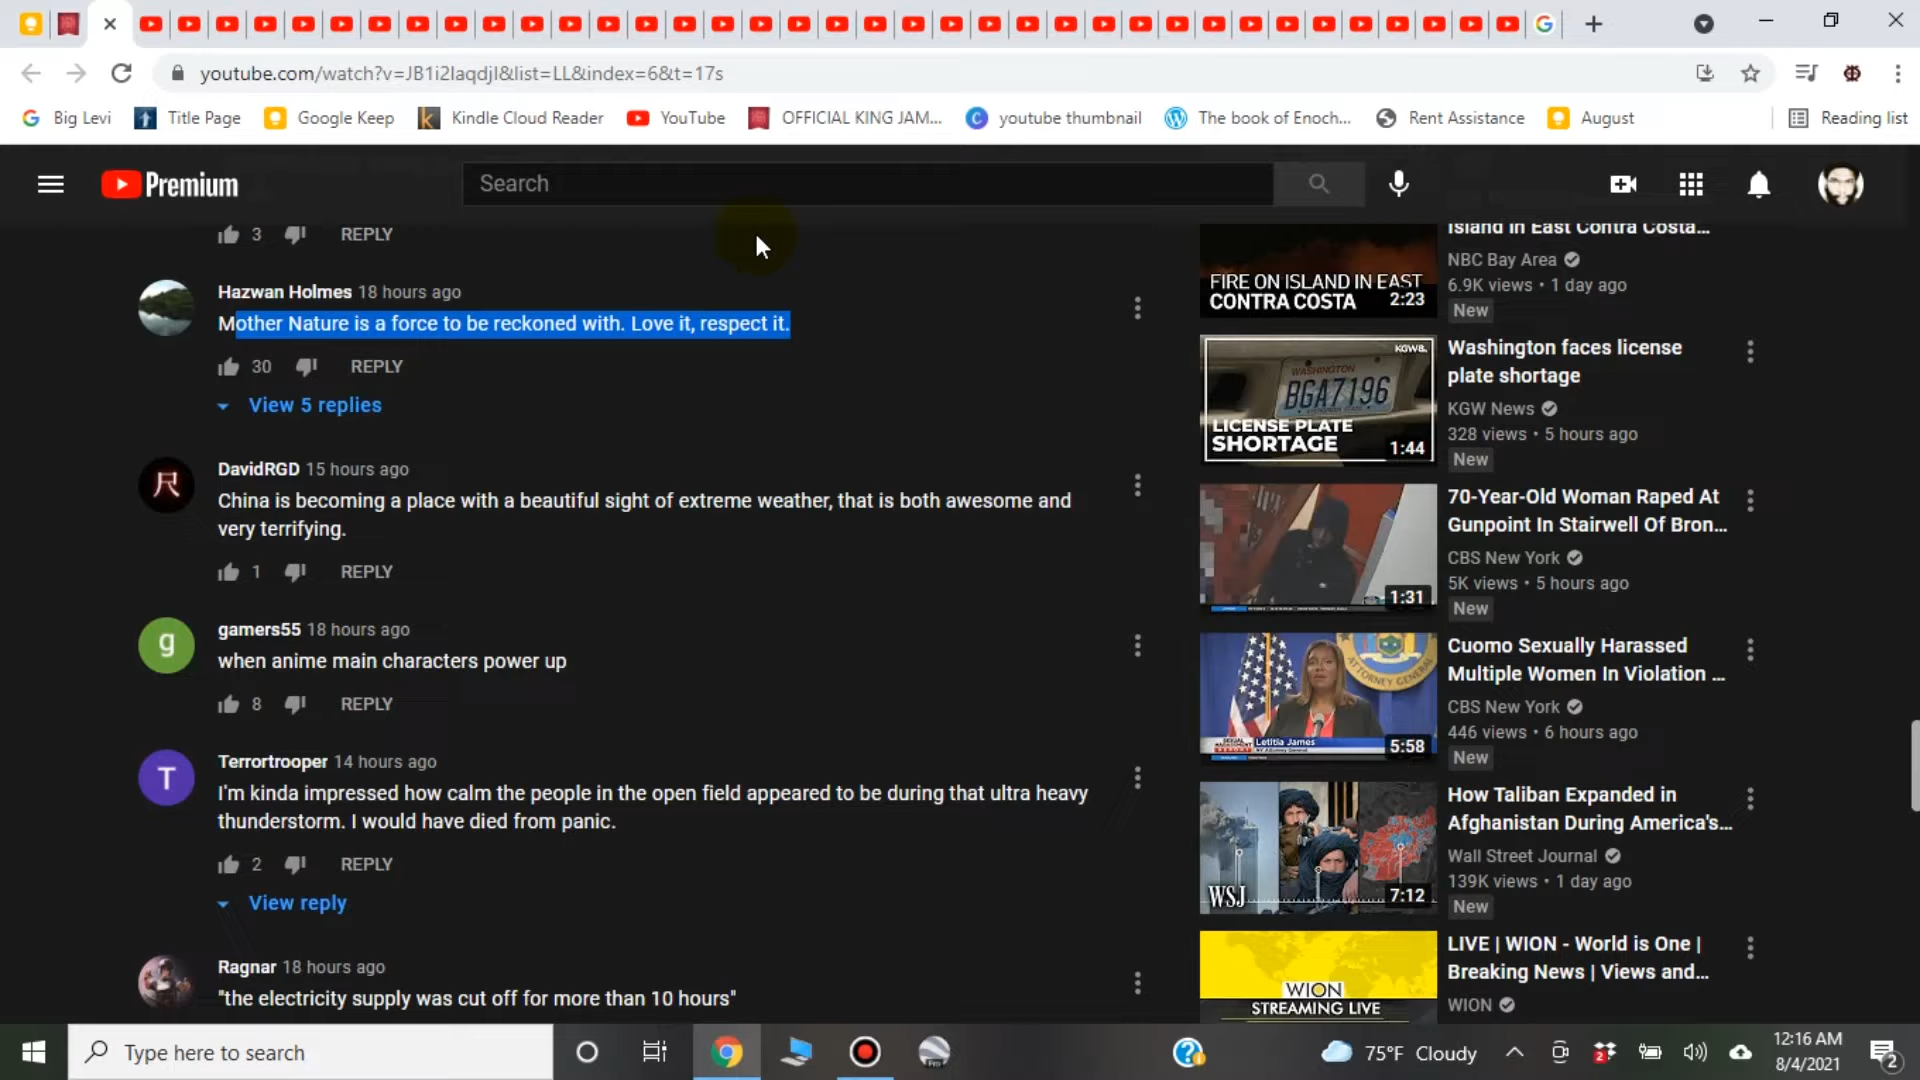 youtube.com/watch?v=JB1i2IaqdjI&list=LL&index=6&t=17s
Big Levi
Title Page
Google Keep
Kindle Cloud Reader
YouTube
OFFICIAL KING JAM...
youtube thumbnail
The book of Enoch...
Rent Assistance
August
Reading list
Premium
Search
3 REPLY
Hazwan Holmes 18 hours ago
Mother Nature is a force to be reckoned with. Love it, respect it.
30 REPLY
View 5 replies
DavidRGD 15 hours ago
China is becoming a place with a beautiful sight of extreme weather, that is both awesome and
very terrifying.
1 REPLY
g
gamers55 18 hours ago
when anime main characters power up
8 REPLY
T
Terrortrooper 14 hours ago
I'm kinda impressed how calm the people in the open field appeared to be during that ultra heavy
thunderstorm. I would have died from panic.
2 REPLY
View reply
Ragnar 18 hours ago
"the electricity supply was cut off for more than 10 hours"
FIRE ON ISLAND IN EAST
CONTRA COSTA
2:23
Island in East Contra Costa...
NBC Bay Area
6.9K views • 1 day ago
New
KGW8
WASHINGTON
BGA7196
LICENSE PLATE
SHORTAGE
1:44
Washington faces license
plate shortage
KGW News
328 views • 5 hours ago
New
1:31
70-Year-Old Woman Raped At
Gunpoint In Stairwell Of Bron...
CBS New York
5K views • 5 hours ago
New
ATTORNEY GENERAL
Letitia James
5:58
Cuomo Sexually Harassed
Multiple Women In Violation ...
CBS New York
446 views • 6 hours ago
New
WSJ
7:12
How Taliban Expanded in
Afghanistan During America's...
Wall Street Journal
139K views • 1 day ago
New
WION
STREAMING LIVE
LIVE | WION - World is One |
Breaking News | Views and...
WION
Type here to search
75°F Cloudy
12:16 AM
8/4/2021
2